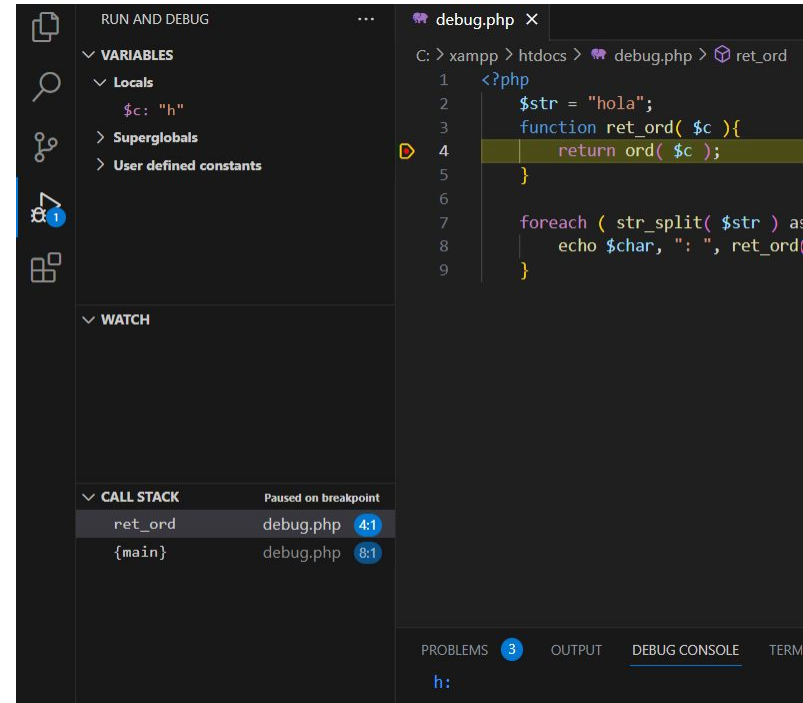 RUN AND DEBUG ...
VARIABLES
Locals
$c: "h"
Superglobals
User defined constants
1
WATCH
CALL STACK Paused on breakpoint
ret_ord debug.php 4:1
{main} debug.php 8:1
debug.php
C: > xampp > htdocs > debug.php > ret_ord
1 <?php
2 $str = "hola";
3 function ret_ord( $c ){
4 return ord( $c );
5 }
6
7 foreach ( str_split( $str ) as
8 echo $char, ": ", ret_ord(
9 }
PROBLEMS 3 OUTPUT DEBUG CONSOLE TERM
h: